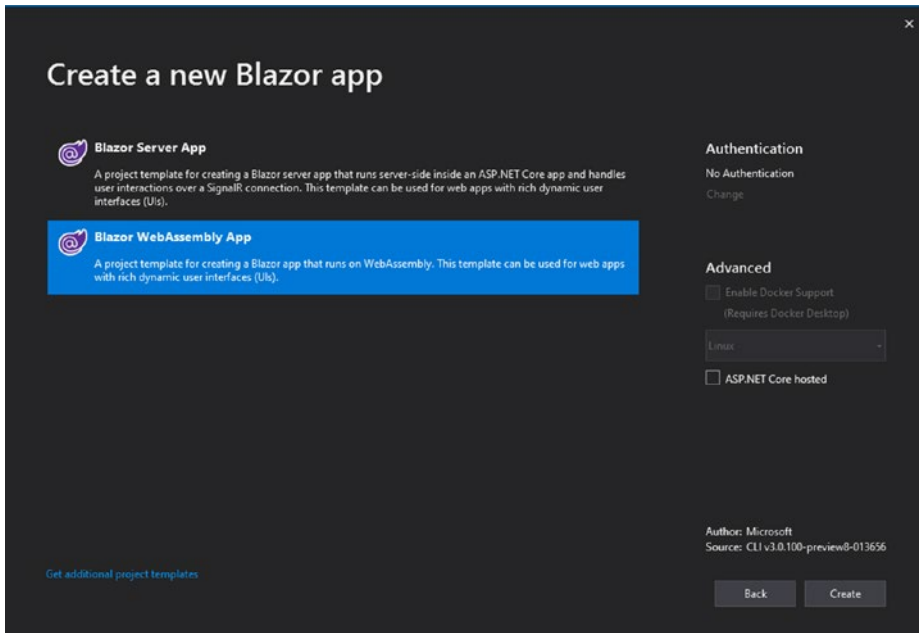 Create a new Blazor app
Blazor Server App
A project template for creating a Blazor server app that runs server-side inside an ASP.NET Core app and handles
user interactions over a SignalR connection. This template can be used for web apps with rich dynamic user
interfaces (UIs).
Blazor WebAssembly App
A project template for creating a Blazor app that runs on WebAssembly. This template can be used for web apps
with rich dynamic user interfaces (UIs).
Get additional project templates
Authentication
No Authentication
Change
Advanced
Enable Docker Support
(Requires Docker Desktop)
Linux
ASP.NET Core hosted
Author: Microsoft
Source: CLI v3.0.100-preview8-013656
Back
Create